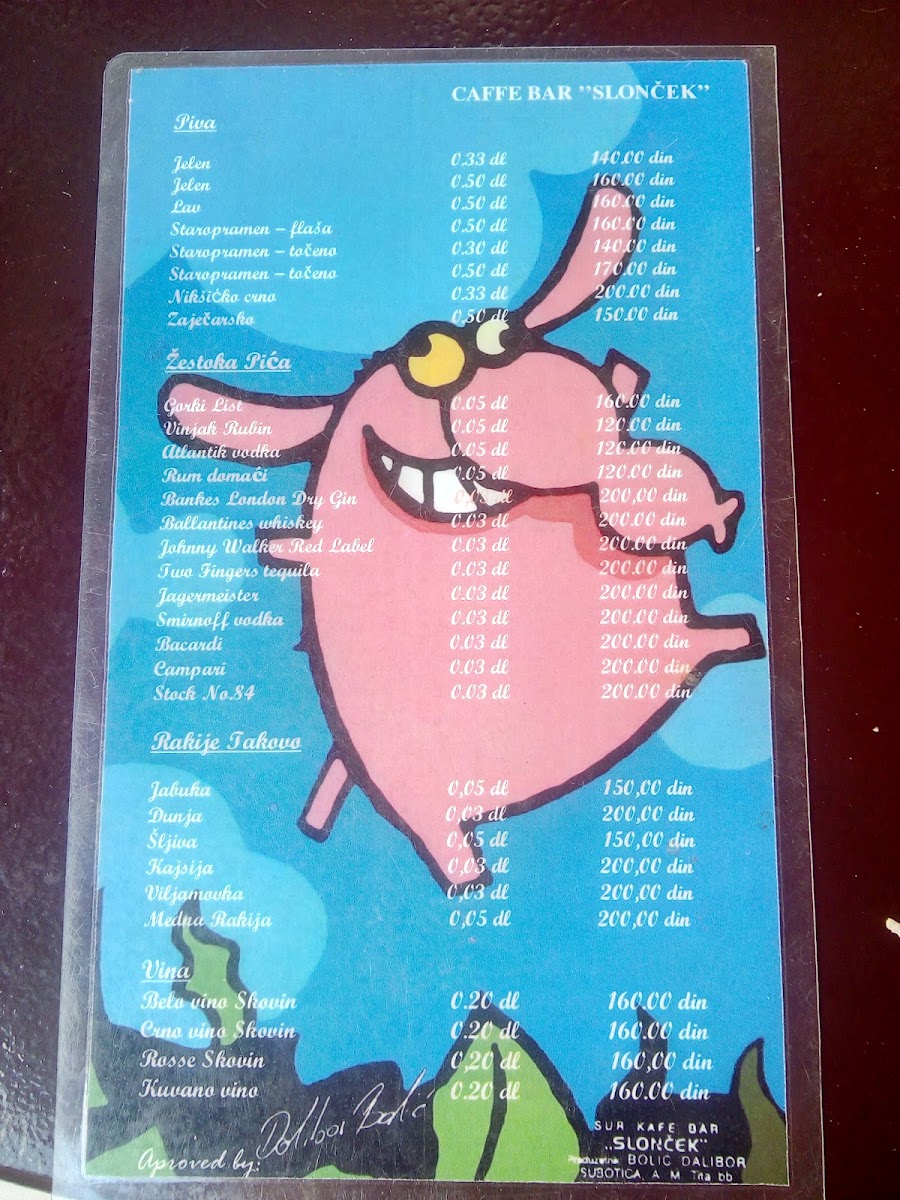 CAFFE BAR ”SLONČEK”
Piva
Jelen 0.33 dl 140.00 din
Jelen 0.50 dl 160.00 din
Lav 0.50 dl 160.00 din
Staropramen – flaša 0.50 dl 160.00 din
Staropramen – točeno 0.30 dl 140.00 din
Staropramen – točeno 0.50 dl 170.00 din
Nikšićko crno 0.33 dl 200.00 din
Zaječarsko 0,50 dl 150.00 din
Žestoka Pića
Gorki List 0.05 dl 160.00 din
Vinjak Rubin 0.05 dl 120.00 din
Atlantik vodka 0.05 dl 120.00 din
Rum domaći 0.05 dl 120.00 din
Bankes London Dry Gin dl 200,00 din
Ballantines whiskey 0.03 dl 200.00 din
Johnny Walker Red Label 0.03 dl 200.00 din
Two Fingers tequila 0.03 dl 200.00 din
Jagermeister 0.03 dl 200.00 din
Smirnoff vodka 0.03 dl 200.00 din
Bacardi 0.03 dl 200.00 din
Campari 0.03 dl 200.00 din
Stock No.84 0.03 dl 200.00 din
Rakije Takovo
Jabuka 0,05 dl 150,00 din
Dunja 0,03 dl 200,00 din
Šljiva 0,05 dl 150,00 din
Kajsija 0,03 dl 200,00 din
Viljamovka 0,03 dl 200,00 din
Medna Rakija 0,05 dl 200,00 din
Vina
Belo vino Skovin 0.20 dl 160.00 din
Crno vino Skovin 0.20 dl 160.00 din
Rosse Skovin 0,20 dl 160,00 din
Kuvano vino 0.20 dl 160.00 din
Aproved by: Dalibor Bolić
SUR KAFE BAR
„SLONČEK”
BOLIĆ DALIBOR
SUBOTICA, A. M. Trg bb